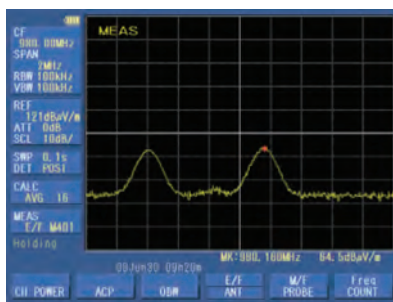 MEAS
CF
980.00MHz
SPAN
2MHz
RBW 100kHz
VBW 100kHz
REF
121dBμV/m
ATT 0dB
SCL 10dB/
SWP 0.1s
DET POSI
CALC
AVG 16
MEAS
E/F M401
Holding
MK:980.100MHz 64.5dBμV/m
08Jun30 09h20m
CH POWER
ACP
OBW
E/F
ANT
M/F
PROBE
Freq
COUNT